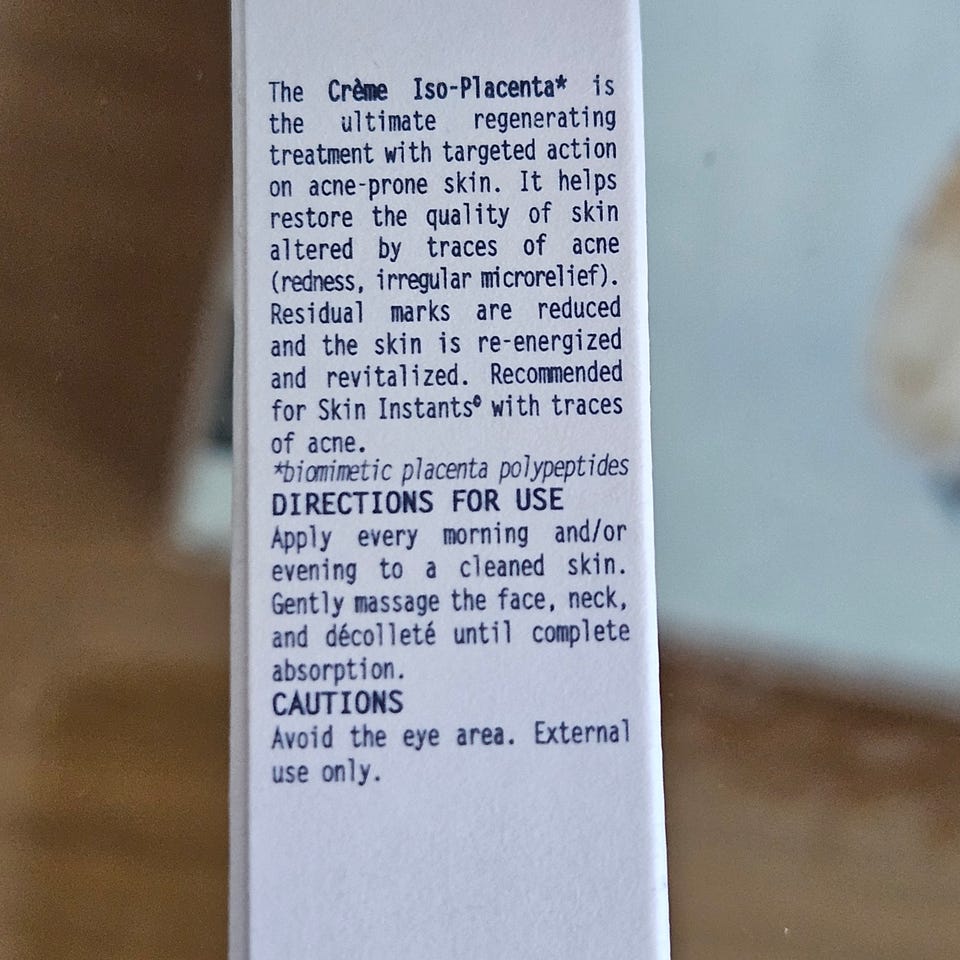 The Crème Iso-Placenta* is
the ultimate regenerating
treatment with targeted action
on acne-prone skin. It helps
restore the quality of skin
altered by traces of acne
(redness, irregular microrelief).
Residual marks are reduced
and the skin is re-energized
and revitalized. Recommended
for Skin Instants® with traces
of acne.
*biomimetic placenta polypeptides
DIRECTIONS FOR USE
Apply every morning and/or
evening to a cleaned skin.
Gently massage the face, neck,
and décolleté until complete
absorption.
CAUTIONS
Avoid the eye area. External
use only.